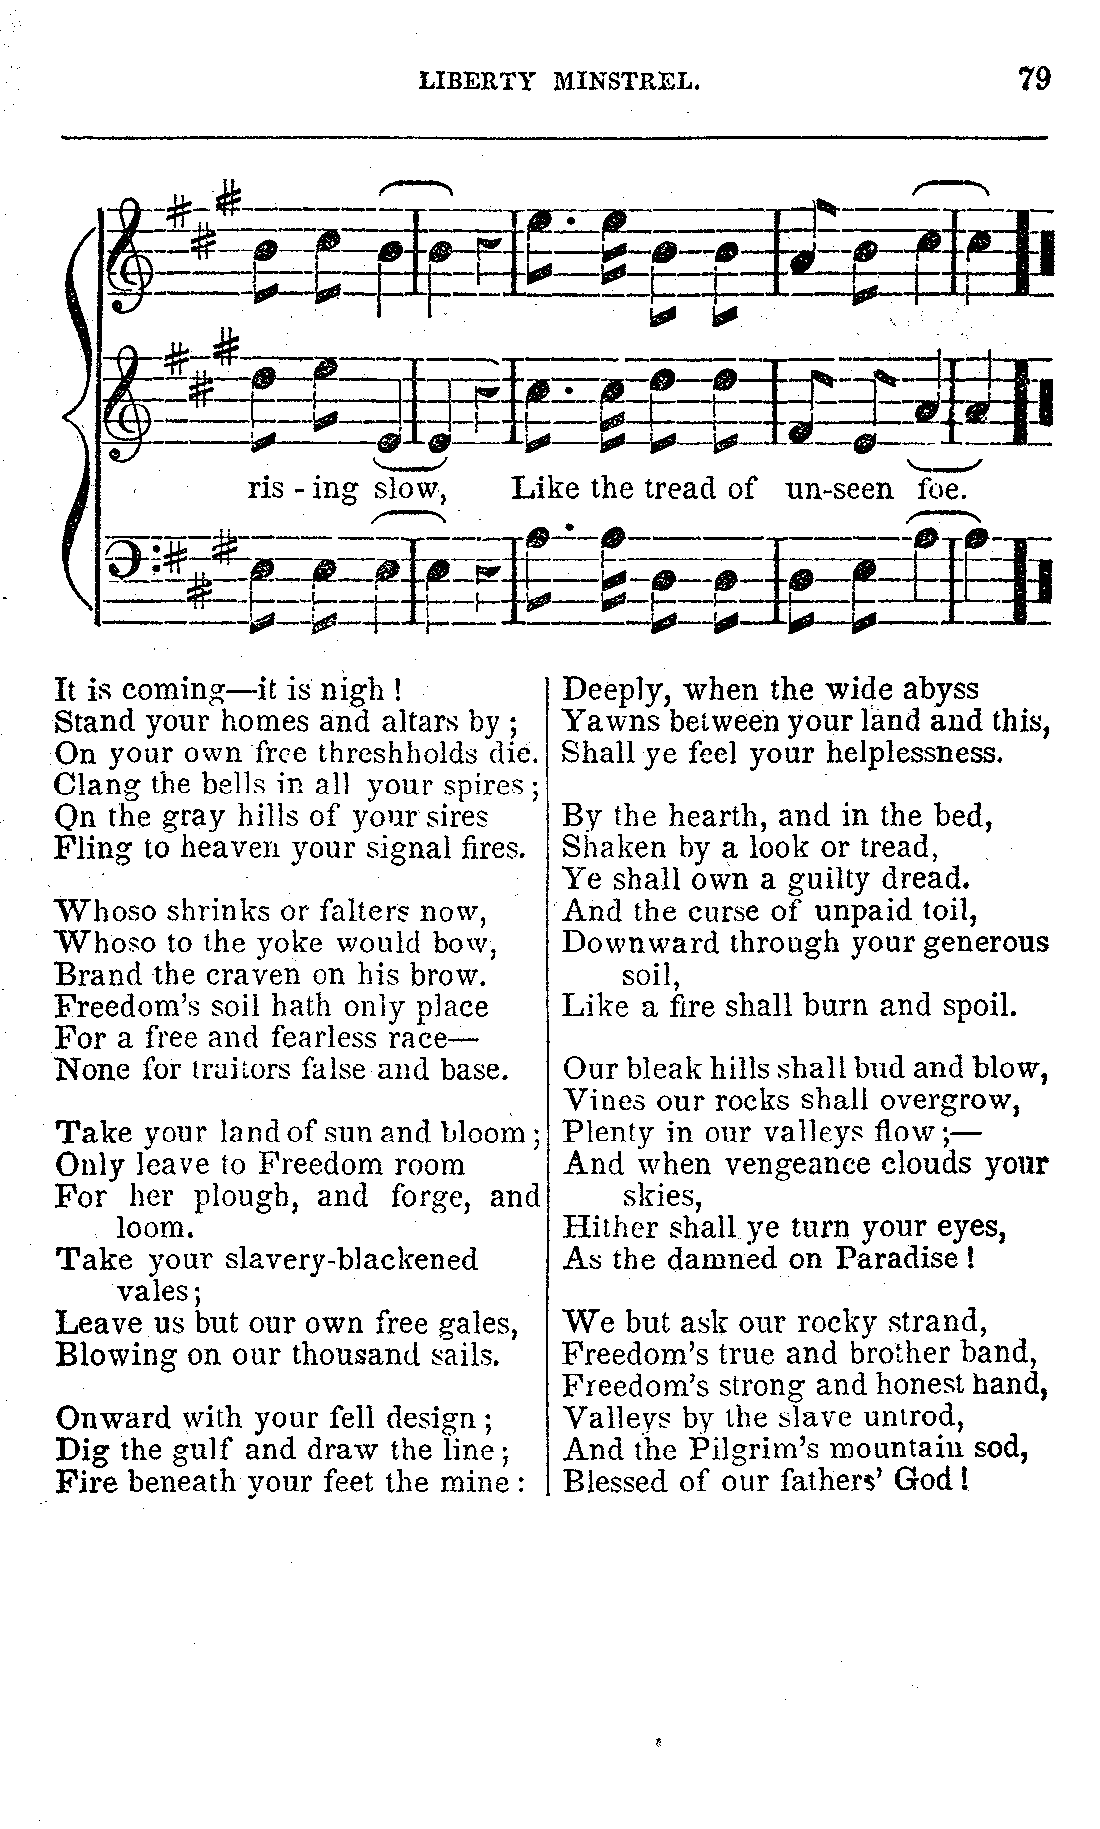 LIBERTY MINSTREL. 79
ris - ing slow, Like the tread of un-seen foe.
It is coming—it is nigh !
Stand your homes and altars by ;
On your own free threshholds die.
Clang the bells in all your spires ;
On the gray hills of your sires
Fling to heaven your signal fires.
Whoso shrinks or falters now,
Whoso to the yoke would bow,
Brand the craven on his brow.
Freedom's soil hath only place
For a free and fearless race—
None for traitors false and base.
Take your land of sun and bloom ;
Only leave to Freedom room
For her plough, and forge, and
loom.
Take your slavery-blackened
vales ;
Leave us but our own free gales,
Blowing on our thousand sails.
Onward with your fell design ;
Dig the gulf and draw the line ;
Fire beneath your feet the mine :
Deeply, when the wide abyss
Yawns between your land and this,
Shall ye feel your helplessness.
By the hearth, and in the bed,
Shaken by a look or tread,
Ye shall own a guilty dread.
And the curse of unpaid toil,
Downward through your generous
soil,
Like a fire shall burn and spoil.
Our bleak hills shall bud and blow,
Vines our rocks shall overgrow,
Plenty in our valleys flow ;—
And when vengeance clouds your
skies,
Hither shall ye turn your eyes,
As the damned on Paradise !
We but ask our rocky strand,
Freedom's true and brother band,
Freedom's strong and honest hand,
Valleys by the slave untrod,
And the Pilgrim's mountain sod,
Blessed of our fathers' God !